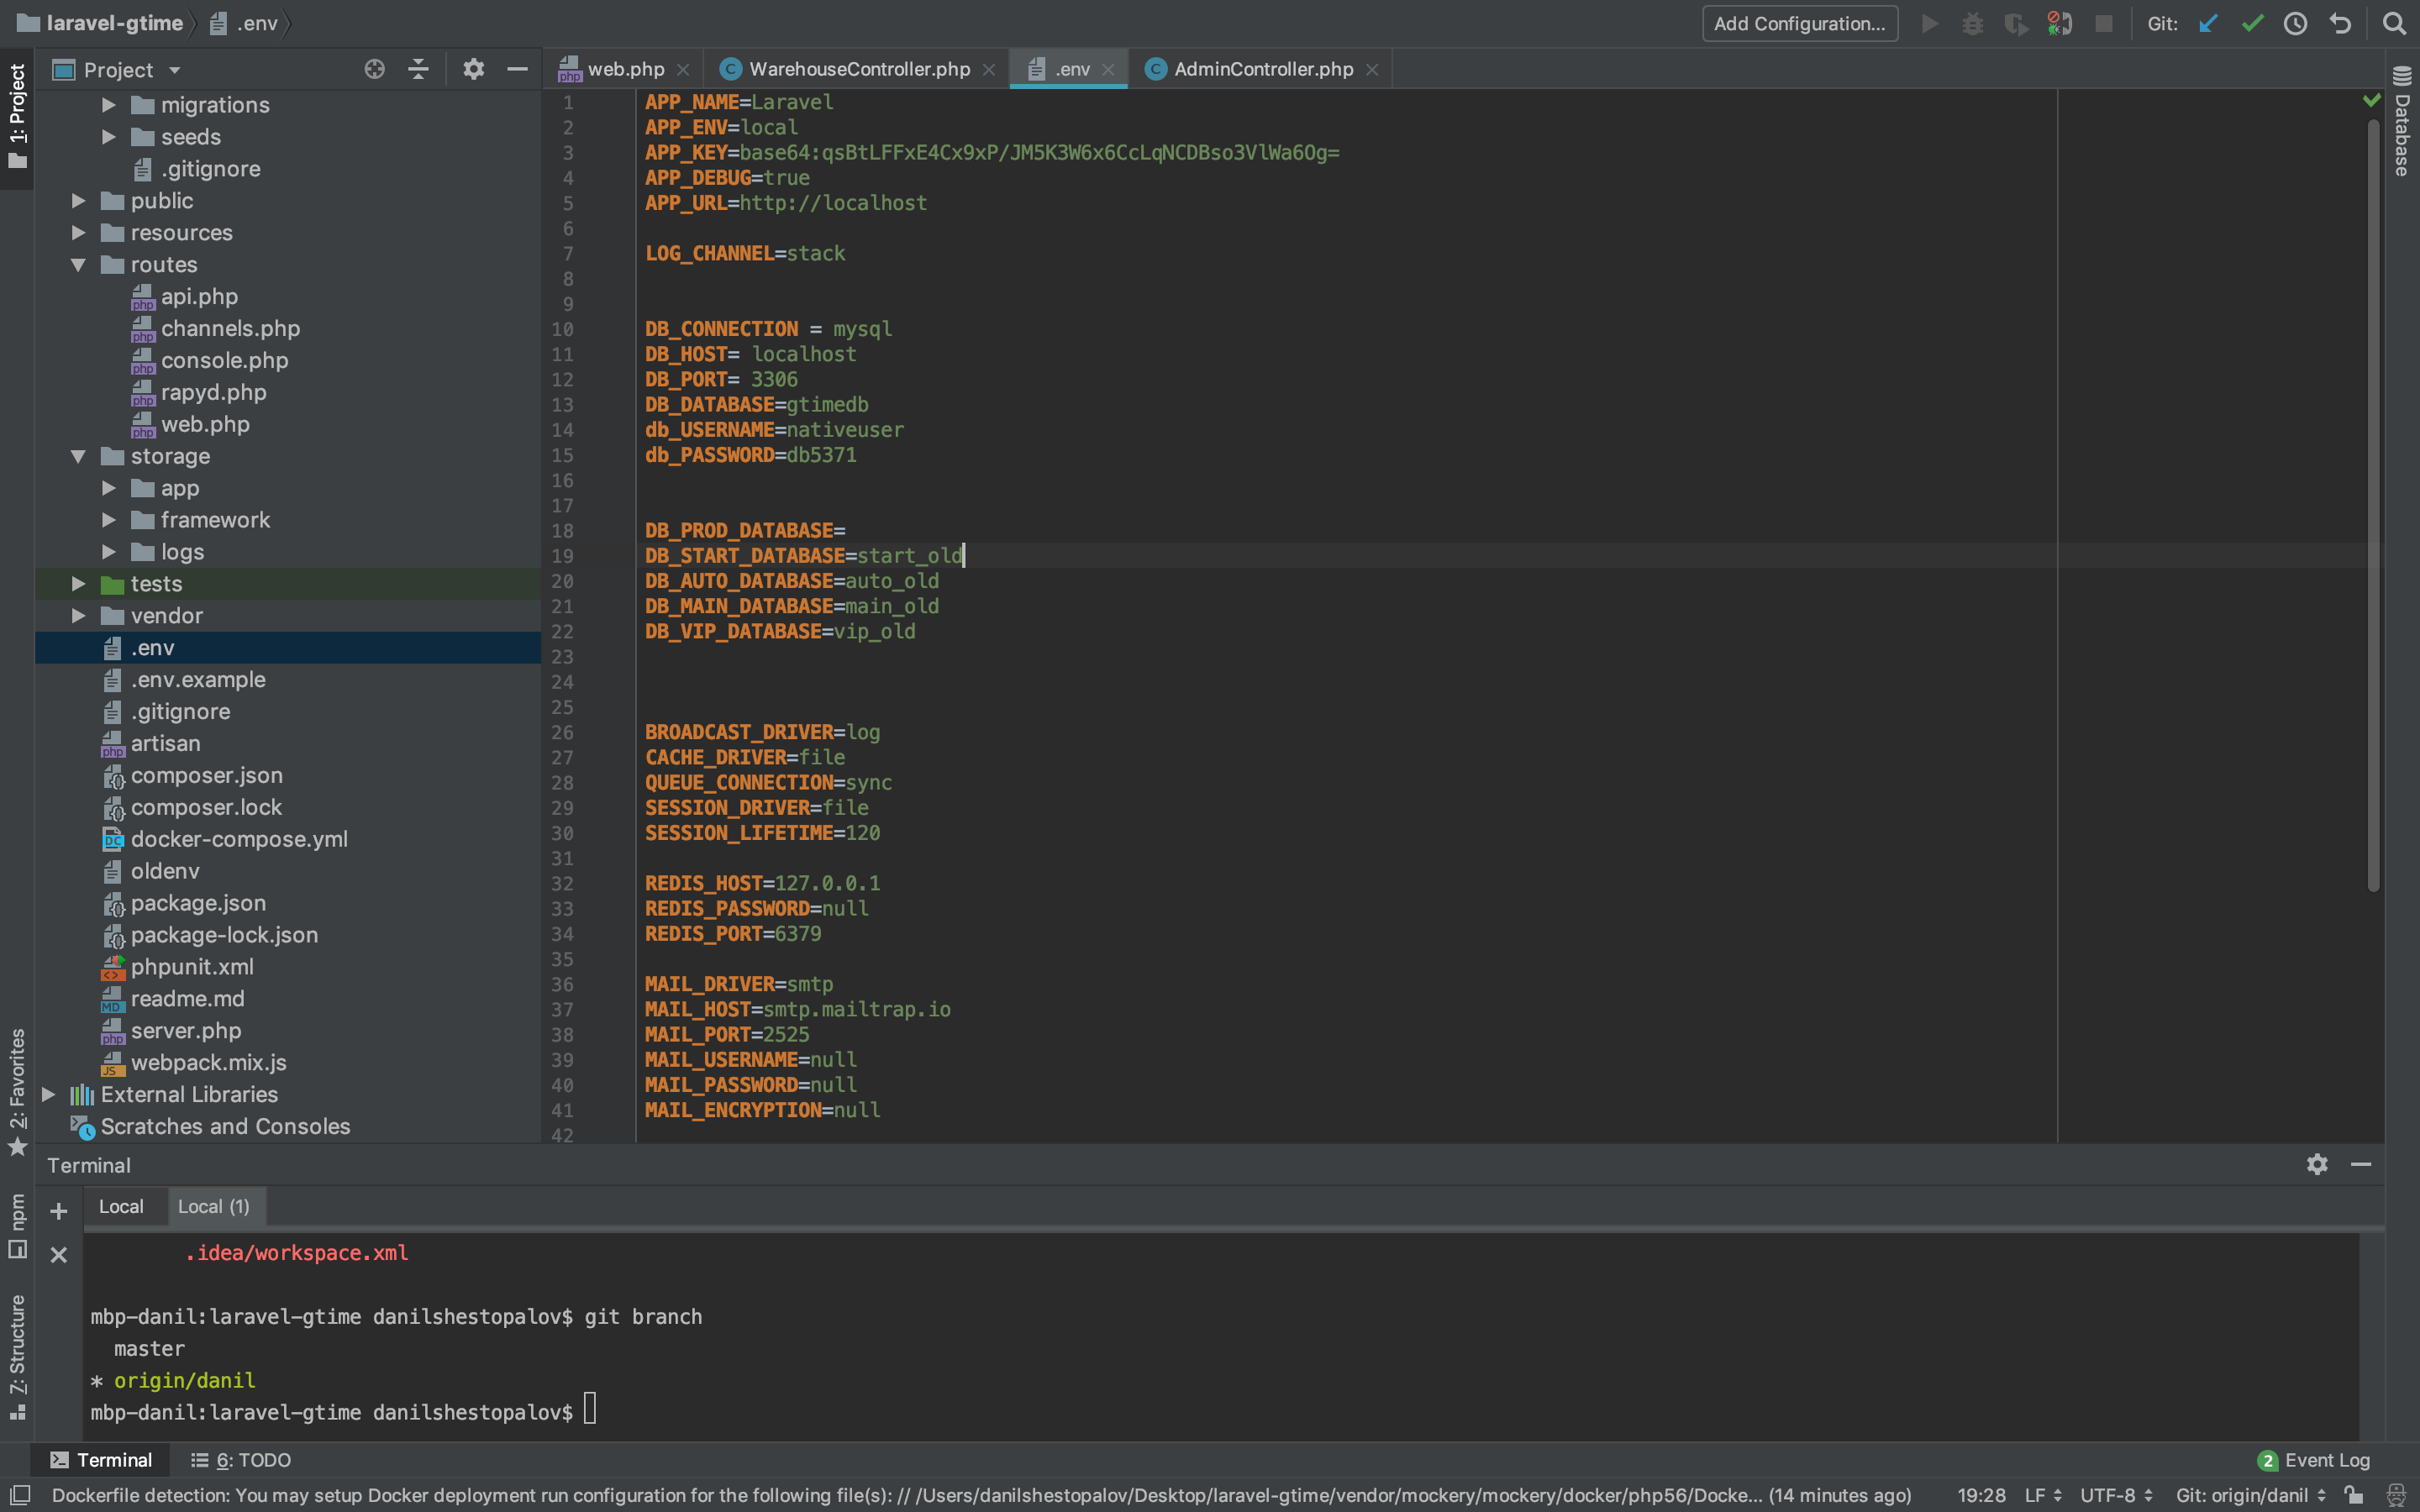 laravel-gtime
.env
Add Configuration...
Git:
1: Project
Project
migrations
seeds
.gitignore
public
resources
routes
api.php
channels.php
console.php
rapyd.php
web.php
storage
app
framework
logs
tests
vendor
.env
.env.example
.gitignore
artisan
composer.json
composer.lock
docker-compose.yml
oldenv
package.json
package-lock.json
phpunit.xml
readme.md
server.php
webpack.mix.js
External Libraries
Scratches and Consoles
2: Favorites
npm
7: Structure
web.php
WarehouseController.php
.env
AdminController.php
Database
1 APP_NAME=Laravel
2 APP_ENV=local
3 APP_KEY=base64:qsBtLFFxE4Cx9xP/JM5K3W6x6CcLqNCDBso3VlWa6Og=
4 APP_DEBUG=true
5 APP_URL=http://localhost
6
7 LOG_CHANNEL=stack
8
9
10 DB_CONNECTION = mysql
11 DB_HOST= localhost
12 DB_PORT= 3306
13 DB_DATABASE=gtimedb
14 db_USERNAME=nativeuser
15 db_PASSWORD=db5371
16
17
18 DB_PROD_DATABASE=
19 DB_START_DATABASE=start_old
20 DB_AUTO_DATABASE=auto_old
21 DB_MAIN_DATABASE=main_old
22 DB_VIP_DATABASE=vip_old
23
24
25
26 BROADCAST_DRIVER=log
27 CACHE_DRIVER=file
28 QUEUE_CONNECTION=sync
29 SESSION_DRIVER=file
30 SESSION_LIFETIME=120
31
32 REDIS_HOST=127.0.0.1
33 REDIS_PASSWORD=null
34 REDIS_PORT=6379
35
36 MAIL_DRIVER=smtp
37 MAIL_HOST=smtp.mailtrap.io
38 MAIL_PORT=2525
39 MAIL_USERNAME=null
40 MAIL_PASSWORD=null
41 MAIL_ENCRYPTION=null
42
Terminal
Local
Local (1)
.idea/workspace.xml
mbp-danil:laravel-gtime danilshestopalov$ git branch
master
* origin/danil
mbp-danil:laravel-gtime danilshestopalov$
Terminal
6: TODO
2 Event Log
Dockerfile detection: You may setup Docker deployment run configuration for the following file(s): // /Users/danilshestopalov/Desktop/laravel-gtime/vendor/mockery/mockery/docker/php56/Docke... (14 minutes ago)
19:28
LF
UTF-8
Git: origin/danil